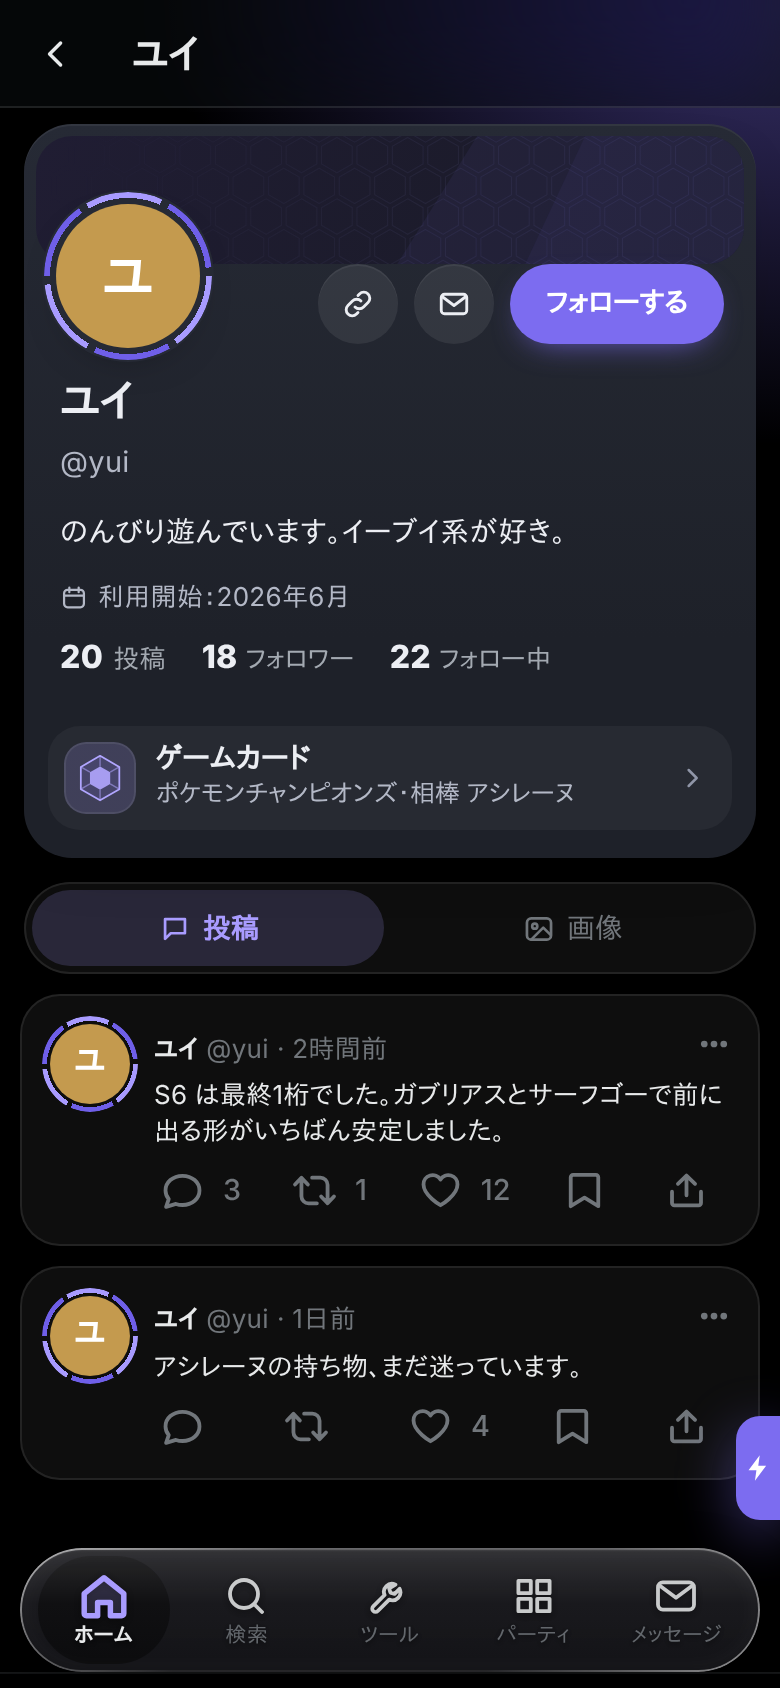 ユイ
ユ
フォローする
ユイ
@yui
のんびり遊んでいます。イーブイ系が好き。
利用開始:2026年6月
20 投稿 18 フォロワー 22 フォロー中
ゲームカード
ポケモンチャンピオンズ·相棒 アシレーヌ
投稿
画像
ユ
ユイ @yui · 2時間前
S6 は最終1桁でした。ガブリアスとサーフゴーで前に
出る形がいちばん安定しました。
3 1 12
ユ
ユイ @yui · 1日前
アシレーヌの持ち物、まだ迷っています。
4
ホーム 検索 ツール パーティ メッセージ